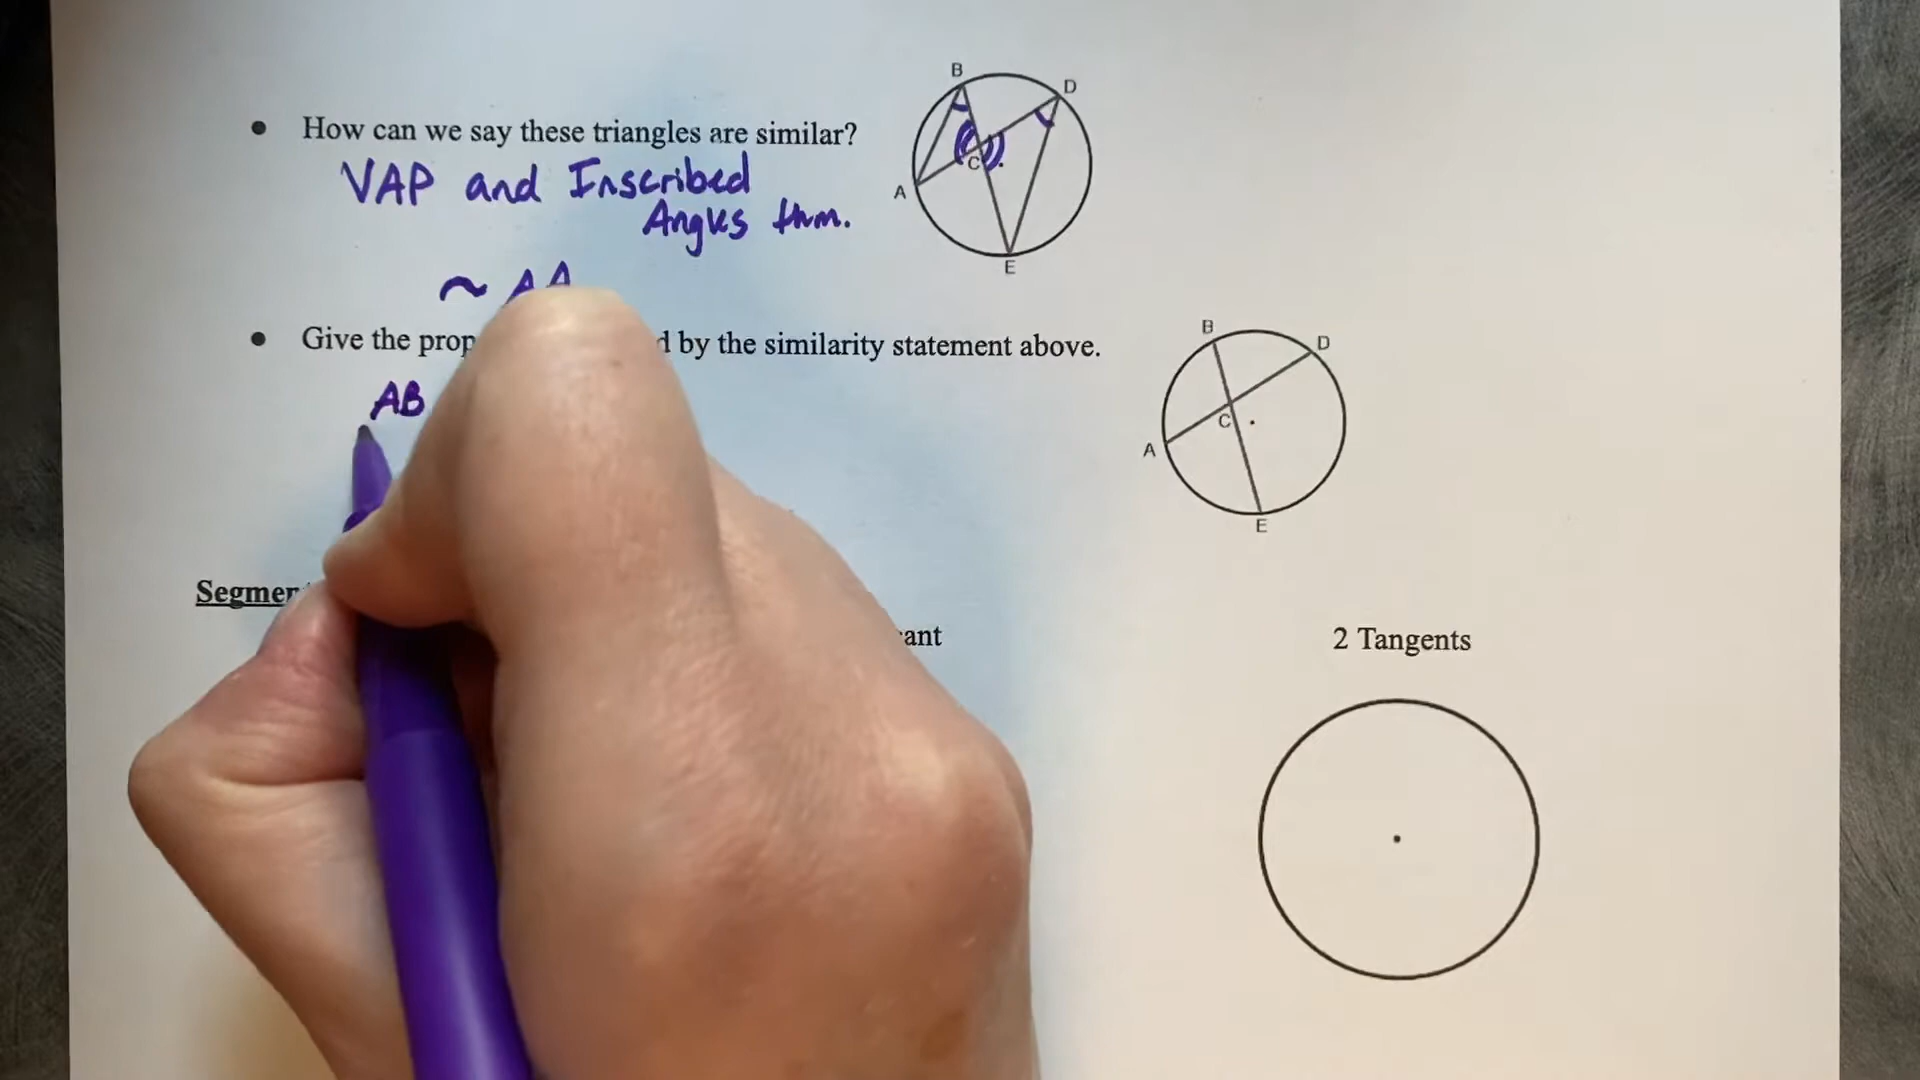 B
D
• How can we say these triangles are similar?
VAP and Inscribed
C
A
Angles thm.
E
~ AA
B
• Give the prop d by the similarity statement above.
D
AB
C
A
E
Segmen
ant
2 Tangents